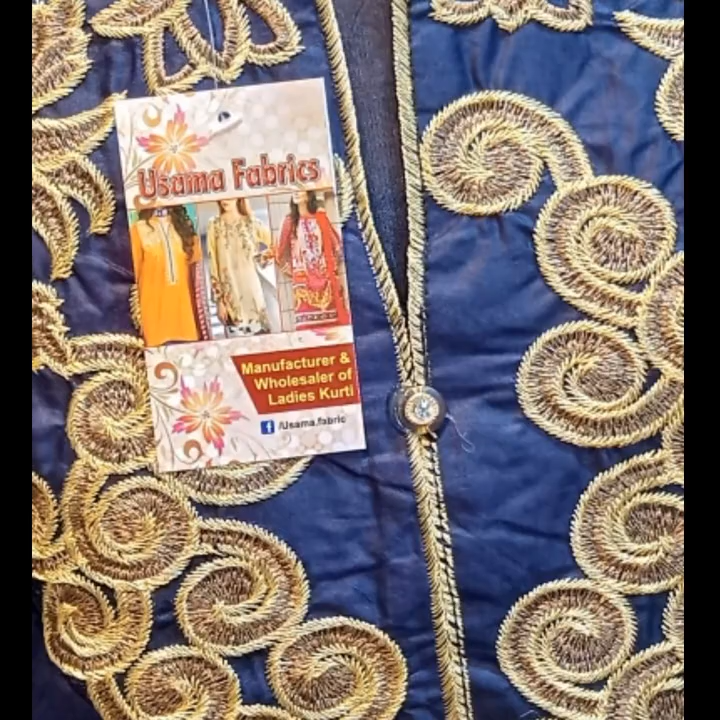 Usama Fabrics
Manufacturer &
Wholesaler of
Ladies Kurti
f /Usama.fabric